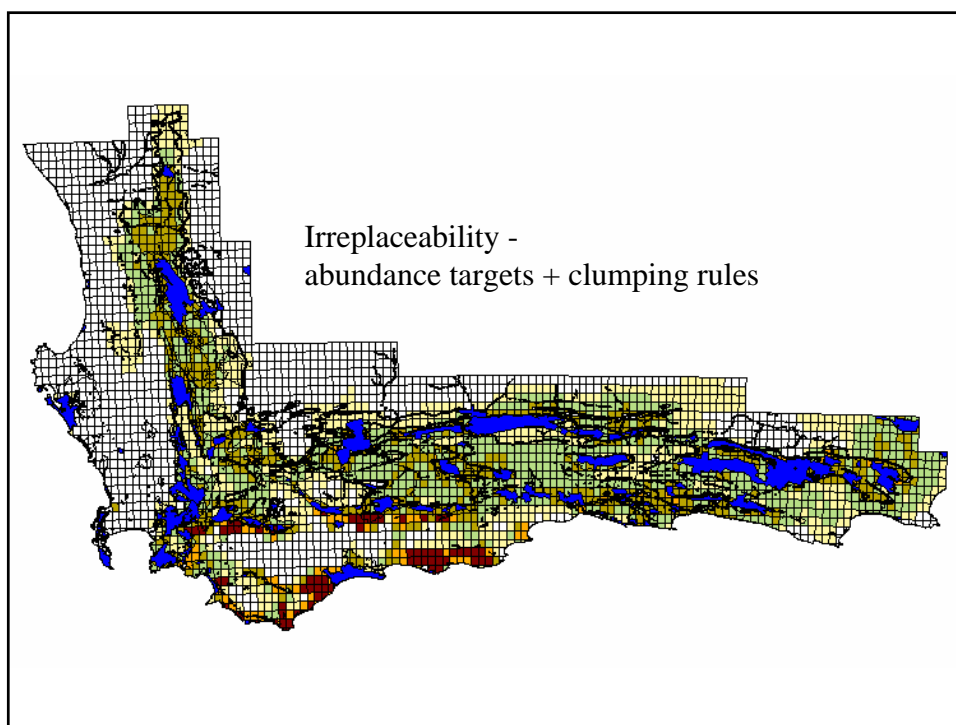 Irreplaceability -
abundance targets + clumping rules